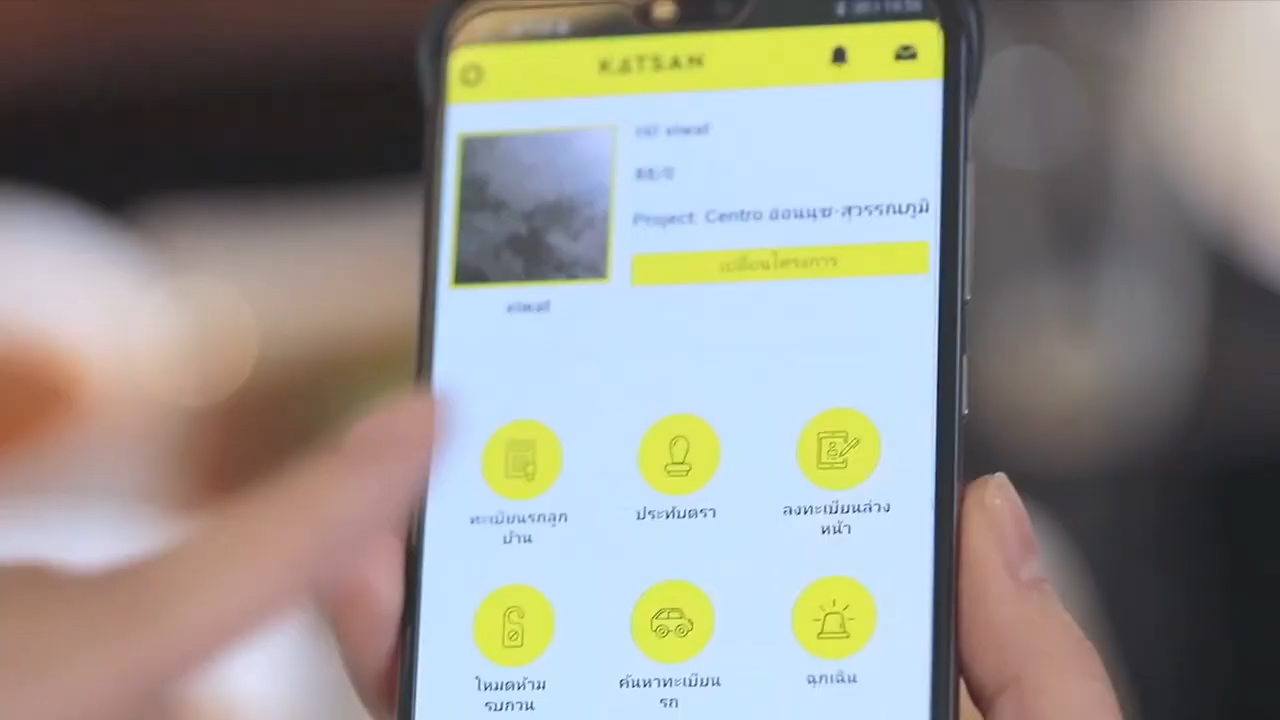 KATSAN
Project: Centro อ่อนนุช-สุวรรณภูมิ
เปลี่ยนโครงการ
eiwat
ทะเบียนรถลูก
บ้าน
ประทับตรา
ลงทะเบียนล่วง
หน้า
โหมดห้าม
รบกวน
ค้นหาทะเบียน
รถ
ฉุกเฉิน